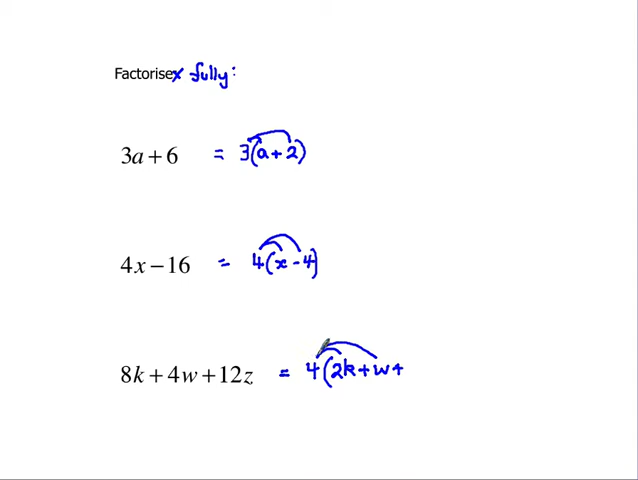 Factorise fully:
3a + 6 = 3(a + 2)
4x − 16 = 4(x - 4)
8k + 4w + 12z = 4(2k + w +